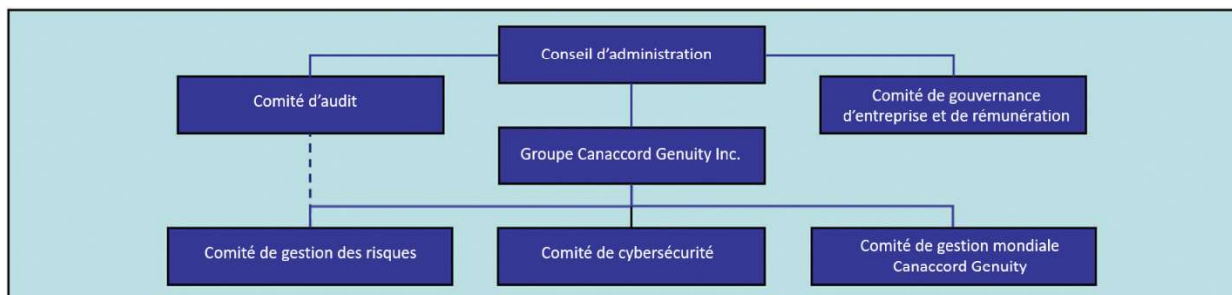 Conseil d'administration
Comité d'audit
Comité de gouvernance
d'entreprise et de rémunération
Groupe Canaccord Genuity Inc.
Comité de gestion des risques
Comité de cybersécurité
Comité de gestion mondiale
Canaccord Genuity